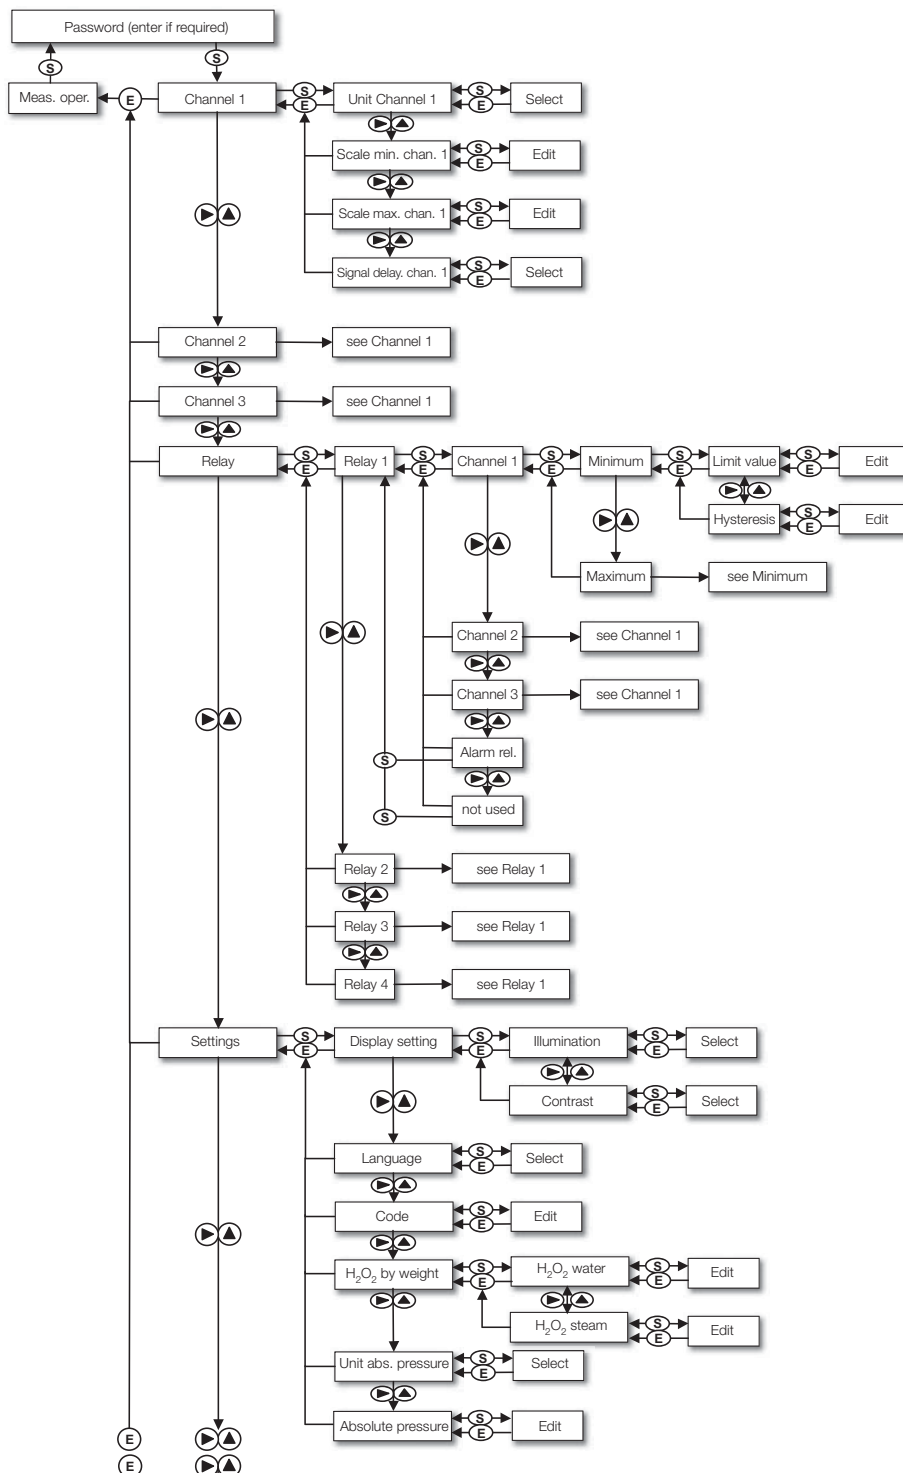 Password (enter if required)
S
S
Meas. oper. E Channel 1 S E Unit Channel 1 S E Select
Scale min. chan. 1 S E Edit
Scale max. chan. 1 S E Edit
Signal delay. chan. 1 S E Select
Channel 2 see Channel 1
Channel 3 see Channel 1
Relay S E Relay 1 S E Channel 1 S E Minimum S E Limit value S E Edit
Hysteresis S E Edit
Maximum see Minimum
Channel 2 see Channel 1
Channel 3 see Channel 1
S Alarm rel.
S not used
Relay 2 see Relay 1
Relay 3 see Relay 1
Relay 4 see Relay 1
Settings S E Display setting S E Illumination S E Select
Contrast S E Select
Language S E Select
Code S E Edit
H₂O₂ by weight S E H₂O₂ water S E Edit
H₂O₂ steam S E Edit
Unit abs. pressure S E Select
Absolute pressure S E Edit
E
E